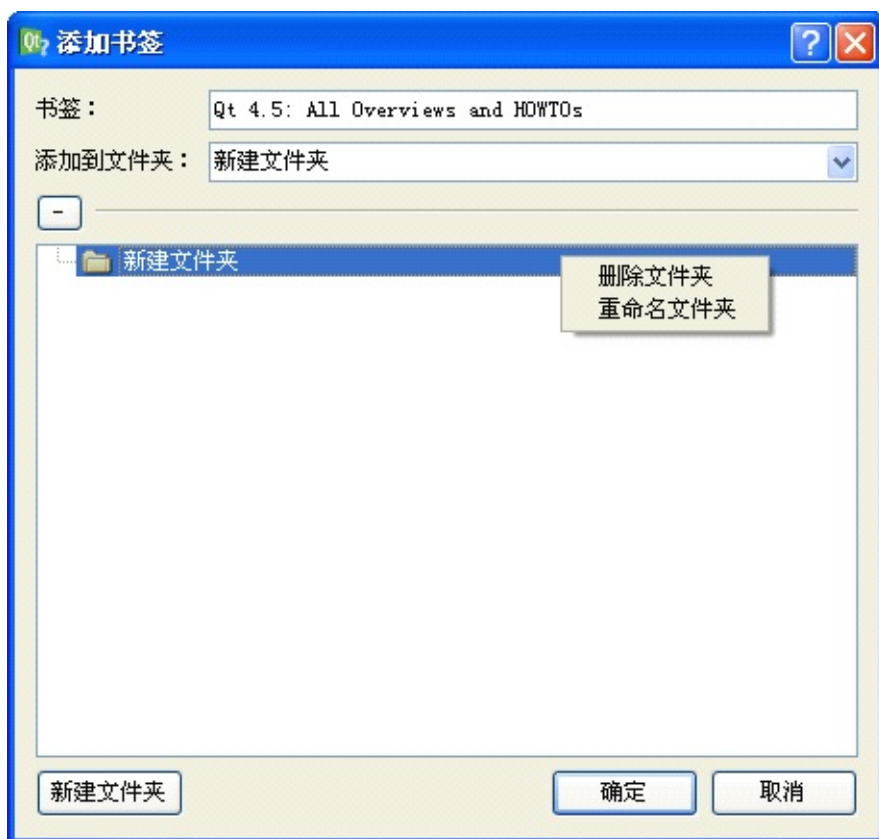 Qt? 添加书签
书签：
Qt 4.5: All Overviews and HOWTOs
添加到文件夹：
新建文件夹
-
新建文件夹
删除文件夹
重命名文件夹
新建文件夹
确定
取消